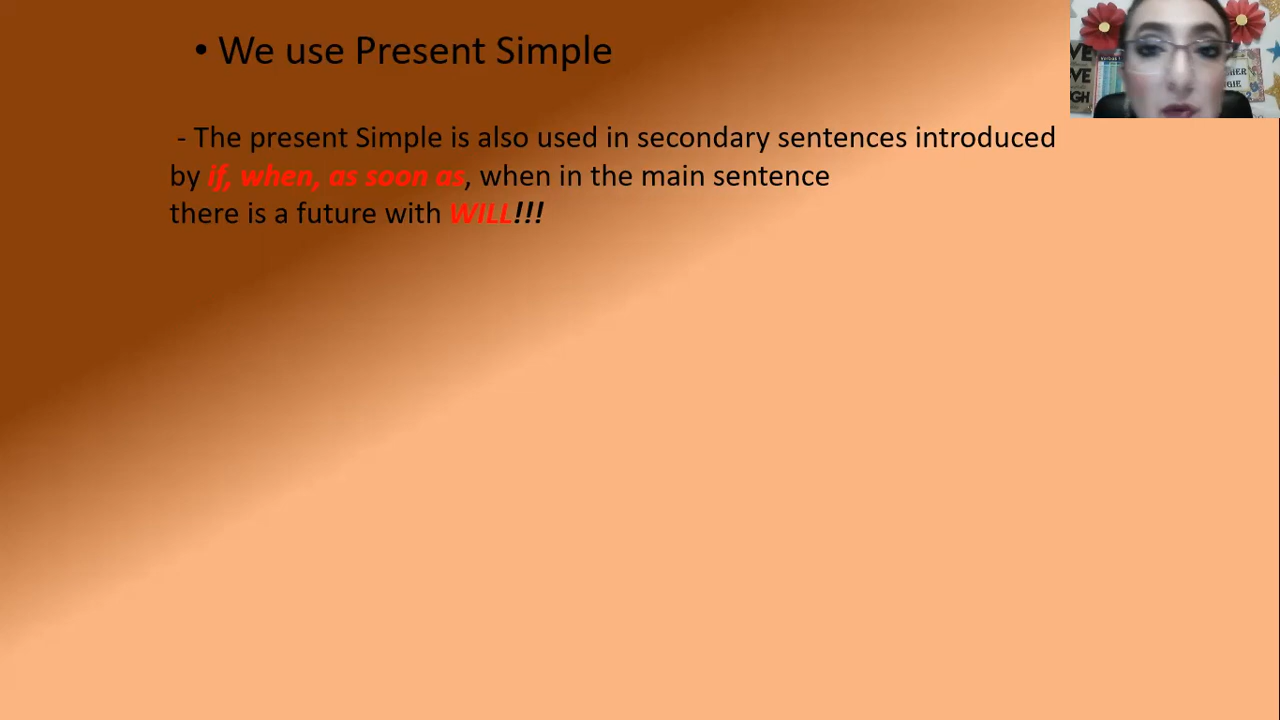 • We use Present Simple
- The present Simple is also used in secondary sentences introduced
by if, when, as soon as, when in the main sentence
there is a future with WILL!!!